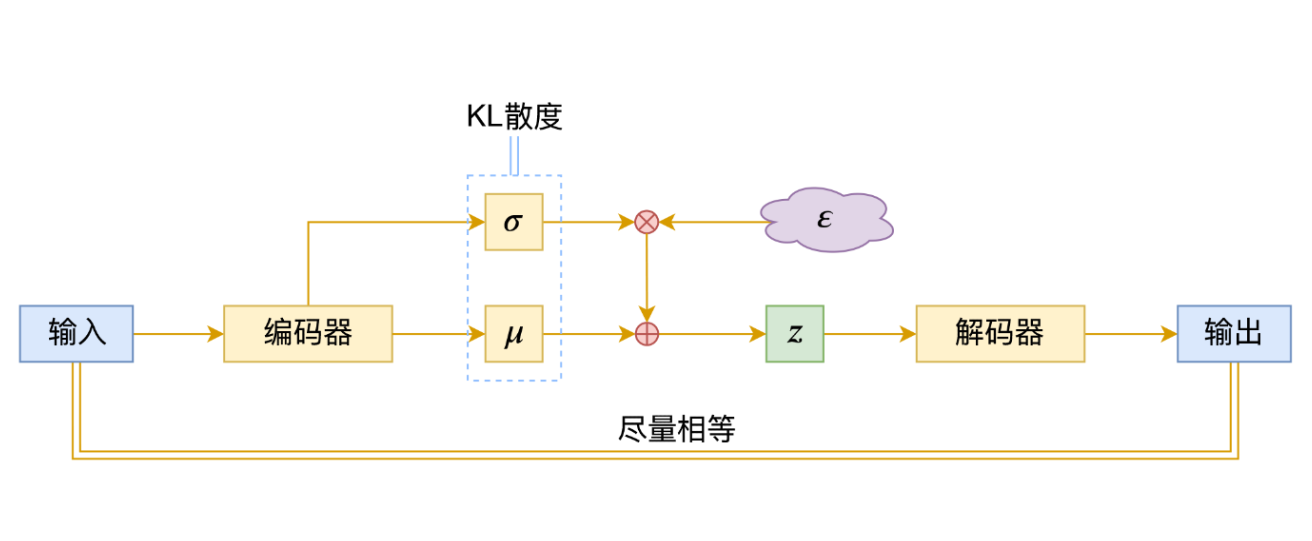 KL散度
σ
ε
输入
编码器
μ
z
解码器
输出
尽量相等